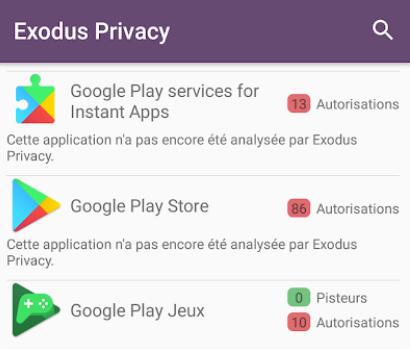 Exodus Privacy
Google Play services for
Instant Apps
13 Autorisations
Cette application n'a pas encore été analysée par Exodus
Privacy.
Google Play Store
86 Autorisations
Cette application n'a pas encore été analysée par Exodus
Privacy.
Google Play Jeux
0 Pisteurs
10 Autorisations